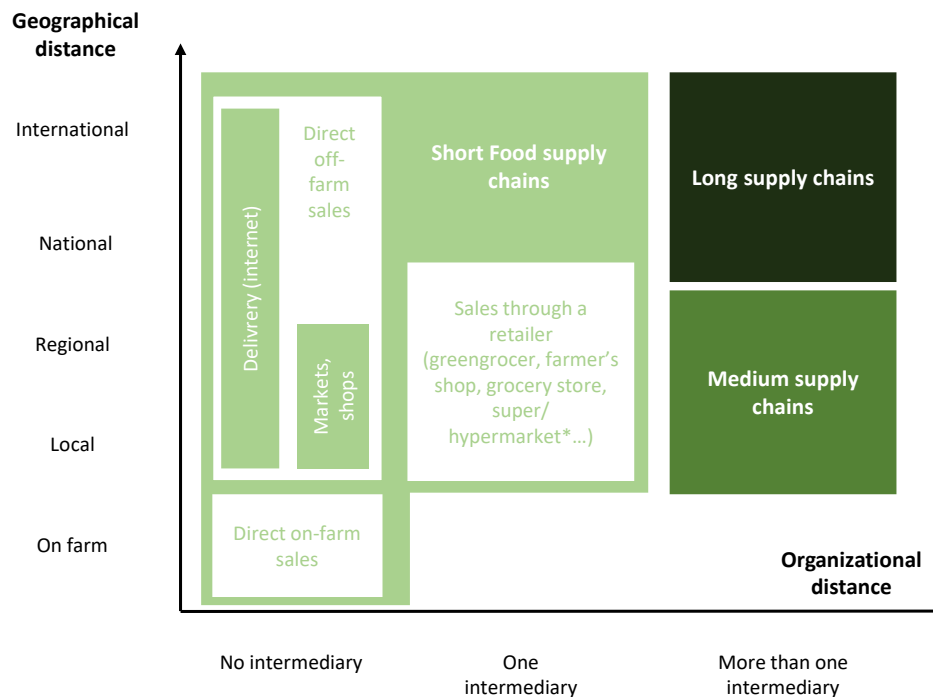 Geographical
distance
International
National
Regional
Local
On farm
Delivrery (internet)
Direct
off-
farm
sales
Markets,
shops
Direct on-farm
sales
Short Food supply
chains
Sales through a
retailer
(greengrocer, farmer's
shop, grocery store,
super/
hypermarket*...)
Long supply chains
Medium supply
chains
Organizational
distance
No intermediary
One
intermediary
More than one
intermediary